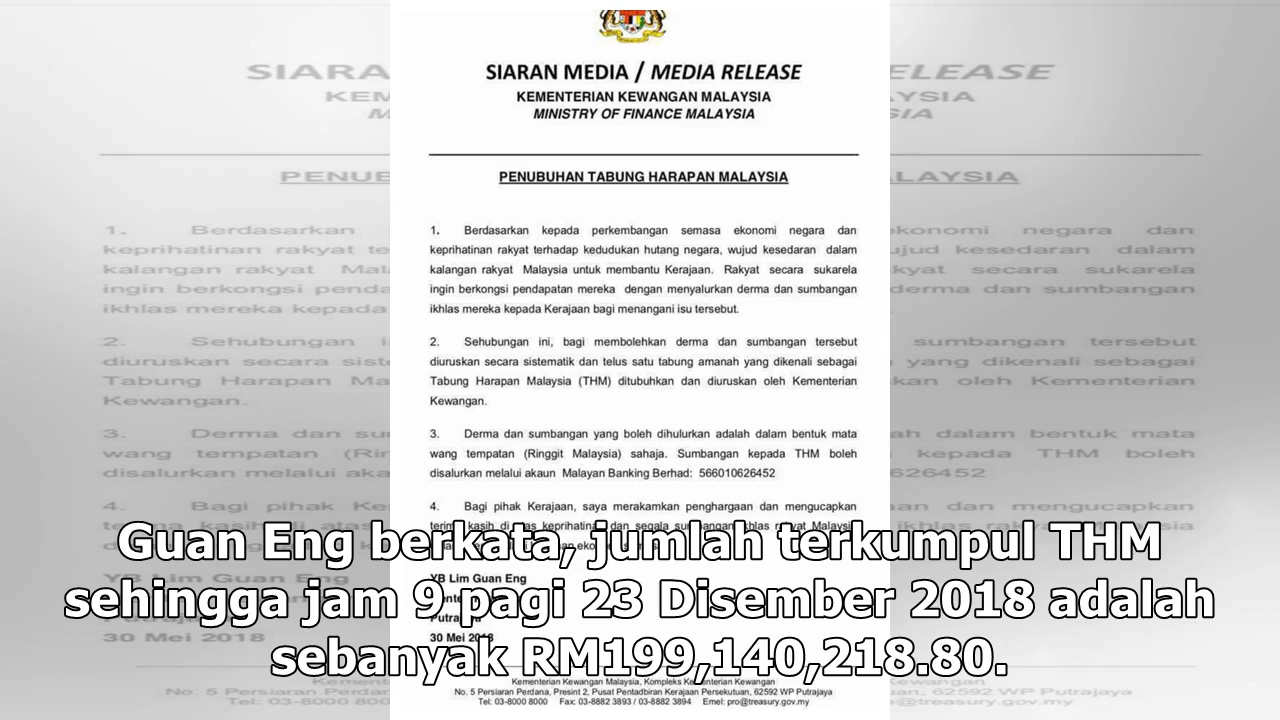 SIARAN MEDIA / MEDIA RELEASE
KEMENTERIAN KEWANGAN MALAYSIA
MINISTRY OF FINANCE MALAYSIA
PENUBUHAN TABUNG HARAPAN MALAYSIA
1. Berdasarkan kepada perkembangan semasa ekonomi negara dan
keprihatinan rakyat terhadap kedudukan hutang negara, wujud kesedaran dalam
kalangan rakyat Malaysia untuk membantu Kerajaan. Rakyat secara sukarela
ingin berkongsi pendapatan mereka dengan menyalurkan derma dan sumbangan
ikhlas mereka kepada Kerajaan bagi menangani isu tersebut.
2. Sehubungan ini, bagi membolehkan derma dan sumbangan tersebut
diuruskan secara sistematik dan telus satu tabung amanah yang dikenali sebagai
Tabung Harapan Malaysia (THM) ditubuhkan dan diuruskan oleh Kementerian
Kewangan.
3. Derma dan sumbangan yang boleh dihulurkan adalah dalam bentuk mata
wang tempatan (Ringgit Malaysia) sahaja. Sumbangan kepada THM boleh
disalurkan melalui akaun Malayan Banking Berhad: 566010626452
4. Bagi pihak Kerajaan, saya merakamkan penghargaan dan mengucapkan
Guan Eng berkata, jumlah terkumpul THM
sehingga jam 9 pagi 23 Disember 2018 adalah
sebanyak RM199,140,218.80.
YB Lim Guan Eng
30 Mei 2018
Kementerian Kewangan Malaysia, Kompleks Kementerian Kewangan
No. 5 Persiaran Perdana, Presint 2, Pusat Pentadbiran Kerajaan Persekutuan, 62592 WP Putrajaya
Tel: 03-8000 8000 Fax: 03-8882 3893 / 03-8882 3894 Emel: pro@treasury.gov.my